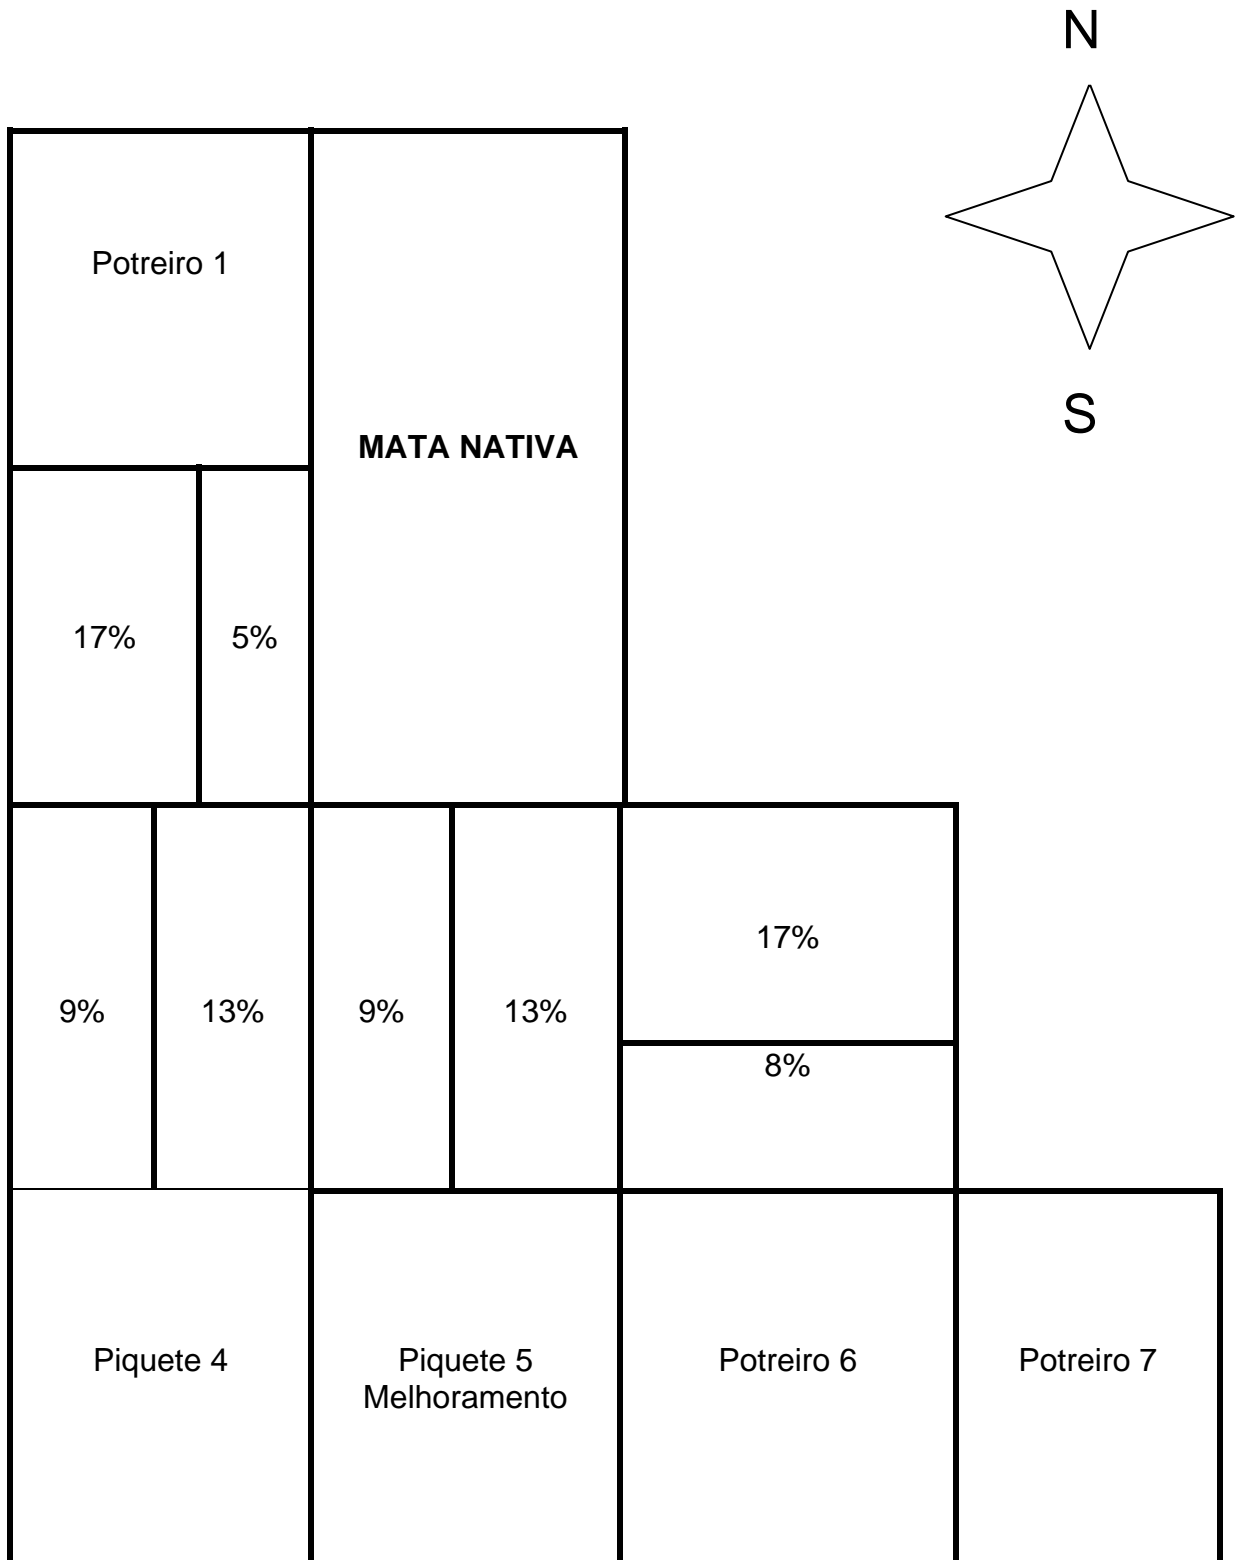 N
Potreiro 1
S
MATA NATIVA
17%
5%
17%
9%
13%
9%
13%
8%
Piquete 4
Piquete 5
Melhoramento
Potreiro 6
Potreiro 7